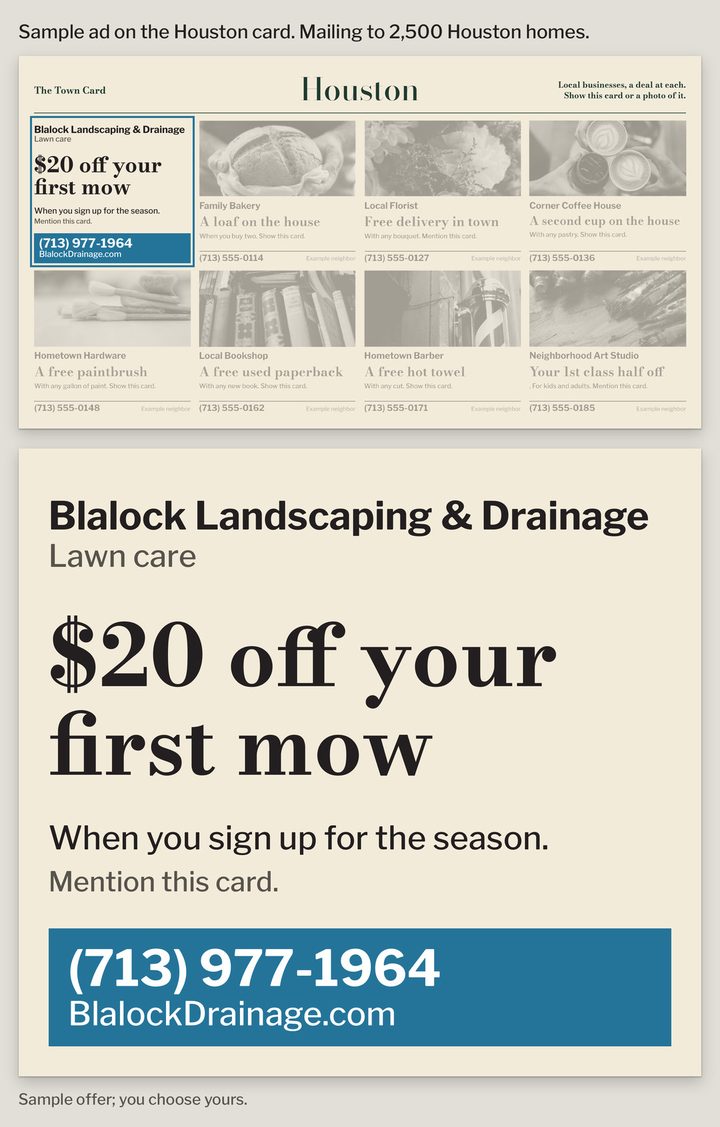 Sample ad on the Houston card. Mailing to 2,500 Houston homes.
The Town Card
Houston
Local businesses, a deal at each.
Show this card or a photo of it.
Blalock Landscaping & Drainage
Lawn care
$20 off your
first mow
When you sign up for the season.
Mention this card.
(713) 977-1964
BlalockDrainage.com
Family Bakery
A loaf on the house
When you buy two. Show this card.
(713) 555-0114
Example neighbor
Local Florist
Free delivery in town
With any bouquet. Mention this card.
(713) 555-0127
Example neighbor
Corner Coffee House
A second cup on the house
With any pastry. Show this card.
(713) 555-0136
Example neighbor
Hometown Hardware
A free paintbrush
With any gallon of paint. Show this card.
(713) 555-0148
Example neighbor
Local Bookshop
A free used paperback
With any new book. Show this card.
(713) 555-0162
Example neighbor
Hometown Barber
A free hot towel
With any cut. Show this card.
(713) 555-0171
Example neighbor
Neighborhood Art Studio
Your 1st class half off
For kids and adults. Mention this card.
(713) 555-0185
Example neighbor
Blalock Landscaping & Drainage
Lawn care
$20 off your
first mow
When you sign up for the season.
Mention this card.
(713) 977-1964
BlalockDrainage.com
Sample offer; you choose yours.